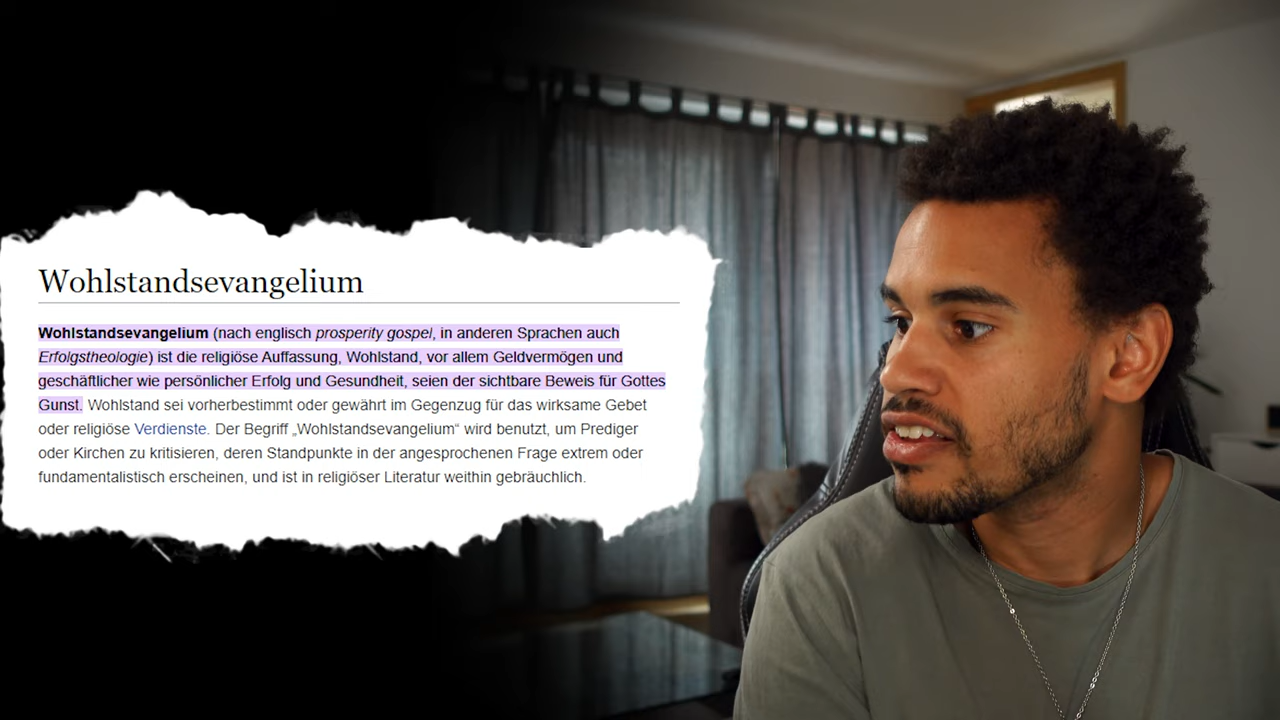 Wohlstandsevangelium
Wohlstandsevangelium (nach englisch prosperity gospel, in anderen Sprachen auch
Erfolgstheologie) ist die religiöse Auffassung, Wohlstand, vor allem Geldvermögen und
geschäftlicher wie persönlicher Erfolg und Gesundheit, seien der sichtbare Beweis für Gottes
Gunst. Wohlstand sei vorherbestimmt oder gewährt im Gegenzug für das wirksame Gebet
oder religiöse Verdienste. Der Begriff „Wohlstandsevangelium“ wird benutzt, um Prediger
oder Kirchen zu kritisieren, deren Standpunkte in der angesprochenen Frage extrem oder
fundamentalistisch erscheinen, und ist in religiöser Literatur weithin gebräuchlich.